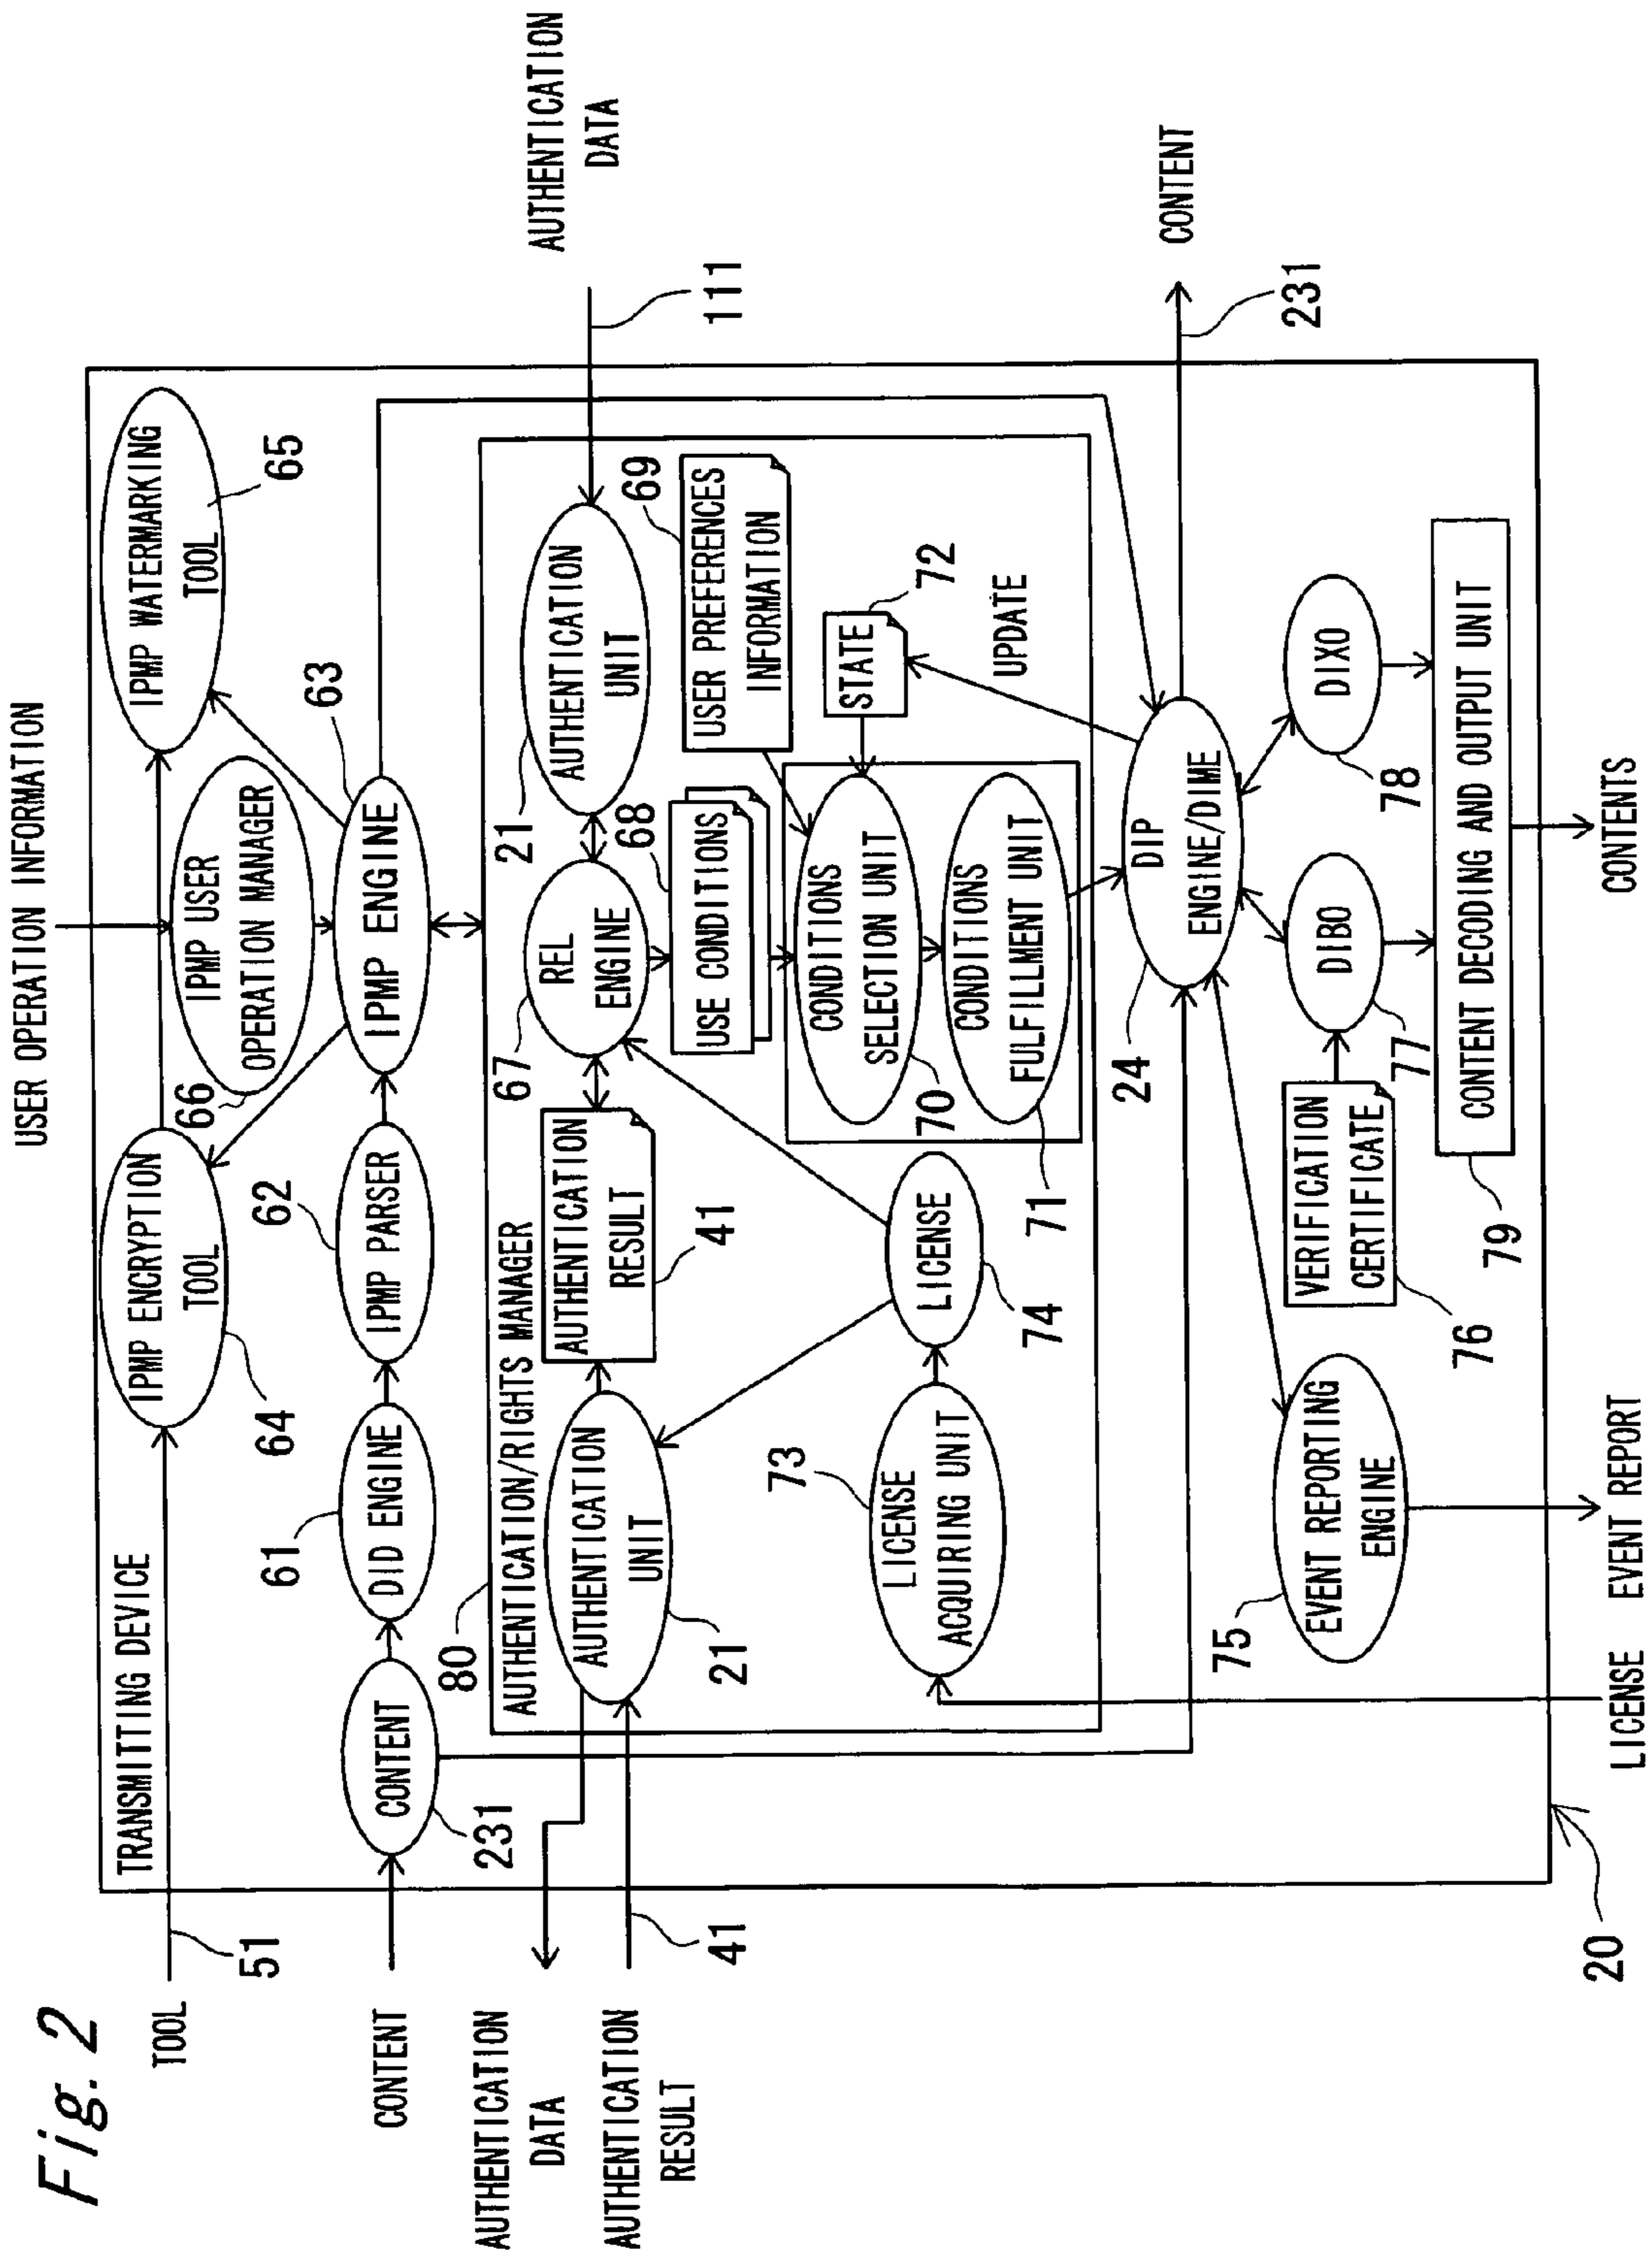 Fig. 2
USER OPERATION INFORMATION
TOOL
51
TRANSMITTING DEVICE
IPMP ENCRYPTION
TOOL
64
IPMP USER
OPERATION MANAGER
66
IPMP WATERMARKING
TOOL
65
CONTENT
CONTENT
231
DID ENGINE
61
IPMP PARSER
62
IPMP ENGINE
63
AUTHENTICATION
DATA
AUTHENTICATION
RESULT
41
80
AUTHENTICATION/RIGHTS MANAGER
AUTHENTICATION
UNIT
21
AUTHENTICATION
RESULT
41
REL
ENGINE
67
AUTHENTICATION
UNIT
21
AUTHENTICATION
DATA
111
USE CONDITIONS
68
USER PREFERENCES
INFORMATION
69
CONDITIONS
SELECTION UNIT
70
STATE
72
UPDATE
CONDITIONS
FULFILLMENT UNIT
71
LICENSE
ACQUIRING UNIT
73
LICENSE
74
DIP
ENGINE/DIME
24
CONTENT
231
EVENT REPORTING
ENGINE
75
VERIFICATION
CERTIFICATE
76
DIBO
77
DIXO
78
CONTENT DECODING AND OUTPUT UNIT
79
20
LICENSE
EVENT REPORT
CONTENTS